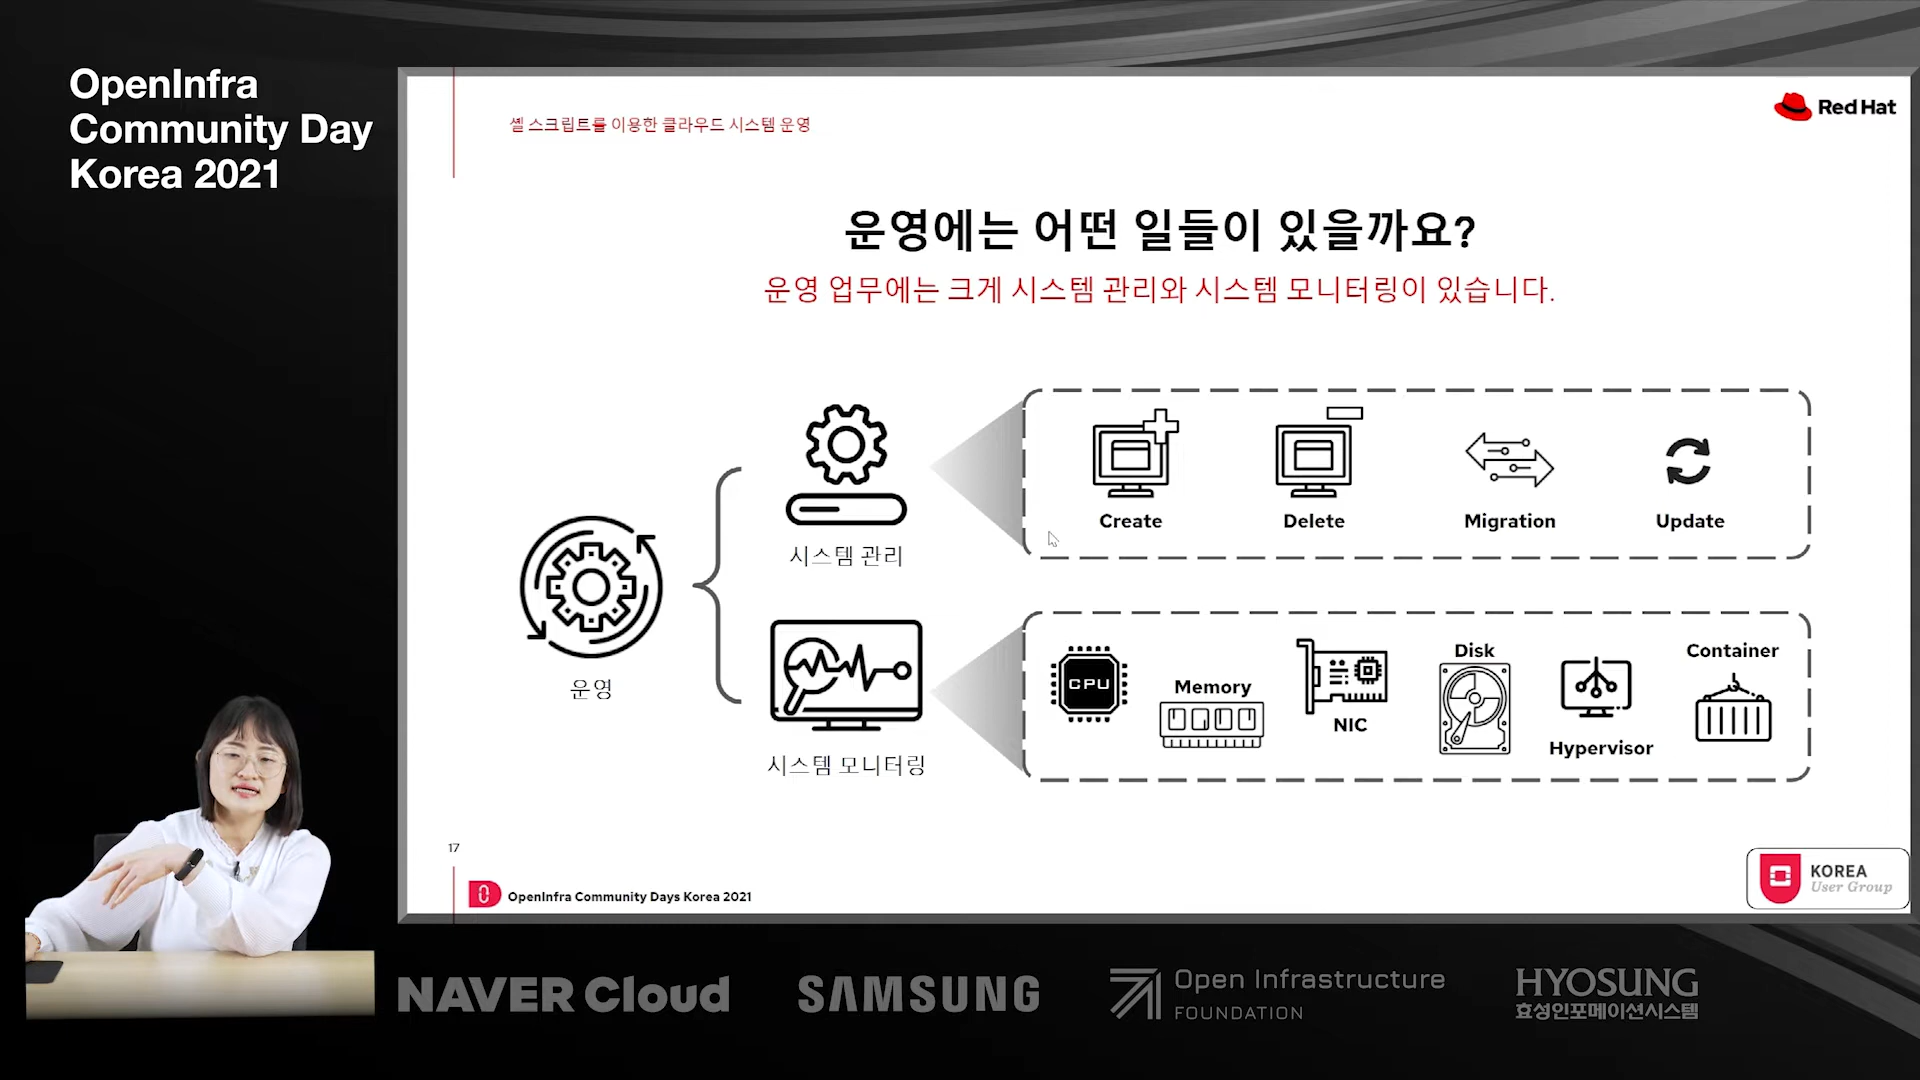 OpenInfra
Community Day
Korea 2021
셸 스크립트를 이용한 클라우드 시스템 운영
Red Hat
운영에는 어떤 일들이 있을까요?
운영 업무에는 크게 시스템 관리와 시스템 모니터링이 있습니다.
Create
Delete
Migration
Update
시스템 관리
운영
CPU
Memory
NIC
Disk
Hypervisor
Container
시스템 모니터링
17
OpenInfra Community Days Korea 2021
KOREA
User Group
NAVER Cloud
SAMSUNG
Open Infrastructure
FOUNDATION
HYOSUNG
효성인포메이션시스템